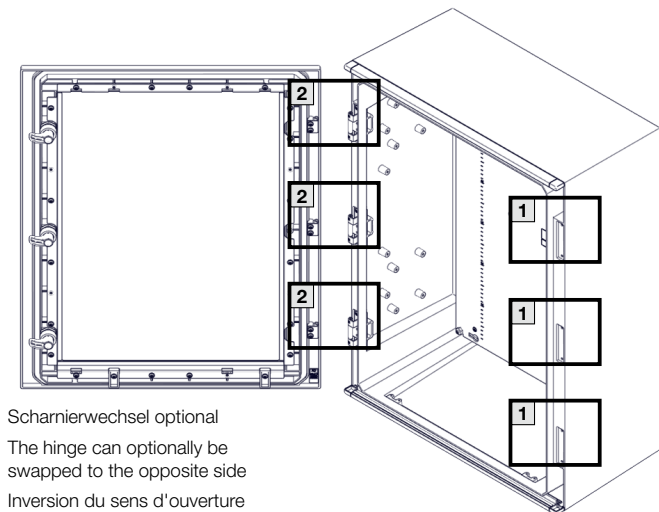 2
2
2
1
1
1
Scharnierwechsel optional
The hinge can optionally be
swapped to the opposite side
Inversion du sens d'ouverture